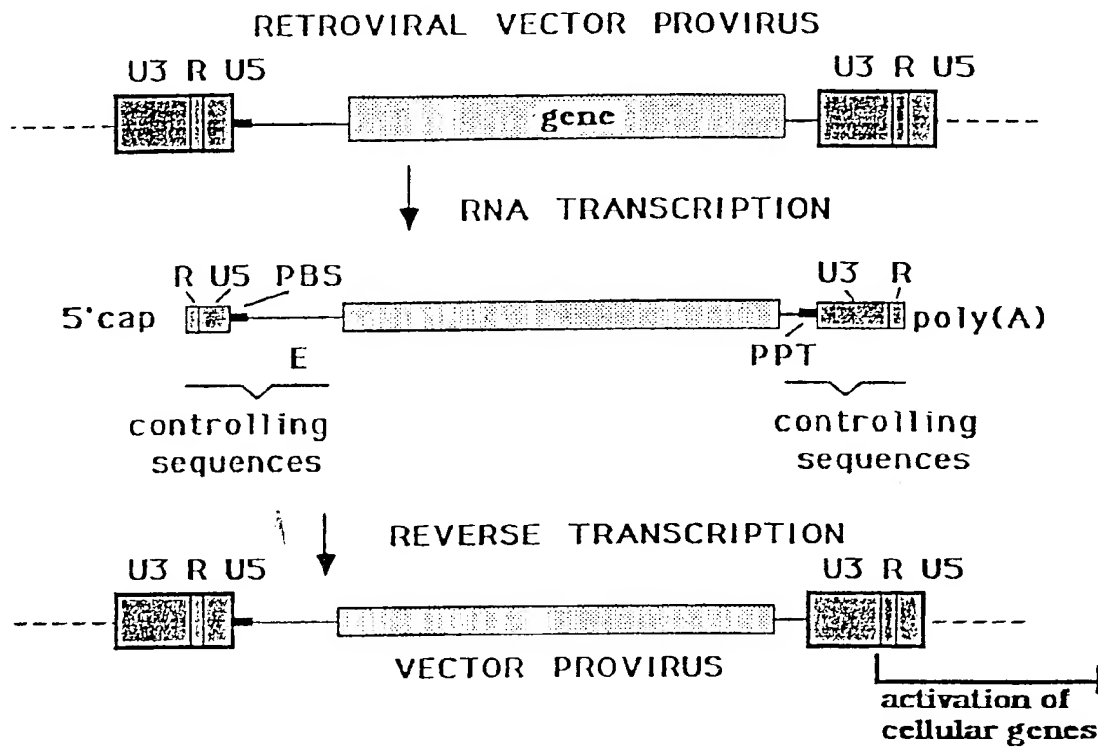 RETROVIRAL VECTOR PROVIRUS
U3 R U5 U3 R U5
gene
RNA TRANSCRIPTION
R U5 PBS U3 R
5'cap poly(A)
E PPT
controlling sequences controlling sequences
REVERSE TRANSCRIPTION
U3 R U5 U3 R U5
VECTOR PROVIRUS
activation of
cellular genes